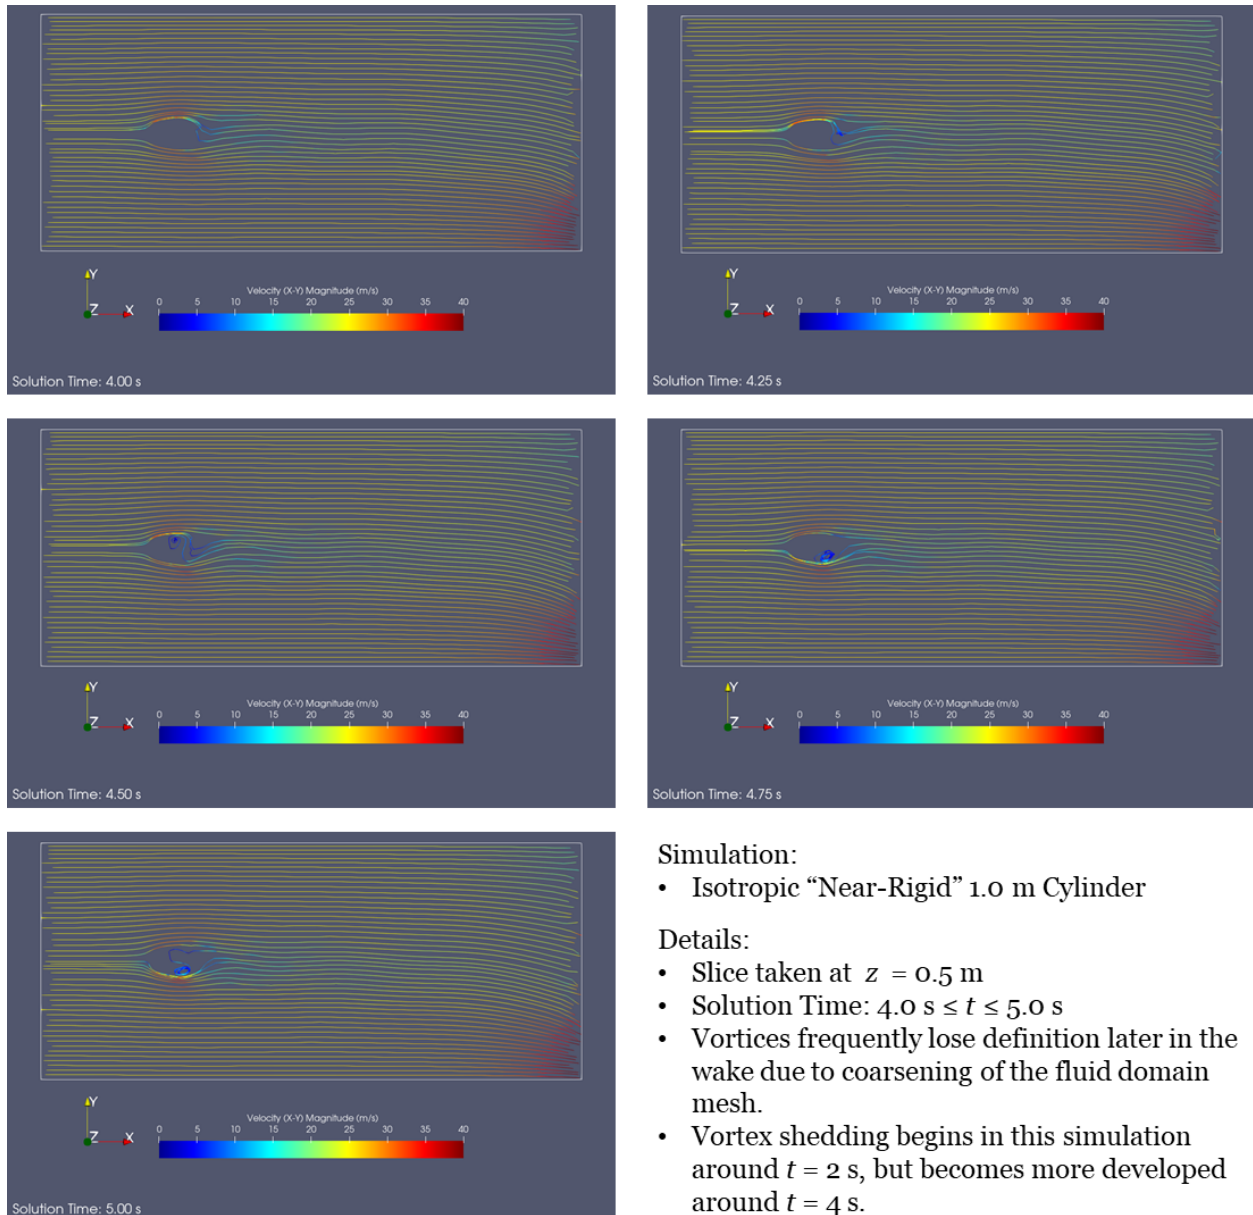 Y
Z X
Velocity (X-Y) Magnitude (m/s)
0 5 10 15 20 25 30 35 40
Solution Time: 4.00 s
Y
Z X
Velocity (X-Y) Magnitude (m/s)
0 5 10 15 20 25 30 35 40
Solution Time: 4.25 s
Y
Z X
Velocity (X-Y) Magnitude (m/s)
0 5 10 15 20 25 30 35 40
Solution Time: 4.50 s
Y
Z X
Velocity (X-Y) Magnitude (m/s)
0 5 10 15 20 25 30 35 40
Solution Time: 4.75 s
Y
Z X
Velocity (X-Y) Magnitude (m/s)
0 5 10 15 20 25 30 35 40
Solution Time: 5.00 s
Simulation:
• Isotropic “Near-Rigid” 1.0 m Cylinder
Details:
• Slice taken at z = 0.5 m
• Solution Time: 4.0 s ≤ t ≤ 5.0 s
• Vortices frequently lose definition later in the
wake due to coarsening of the fluid domain
mesh.
• Vortex shedding begins in this simulation
around t = 2 s, but becomes more developed
around t = 4 s.